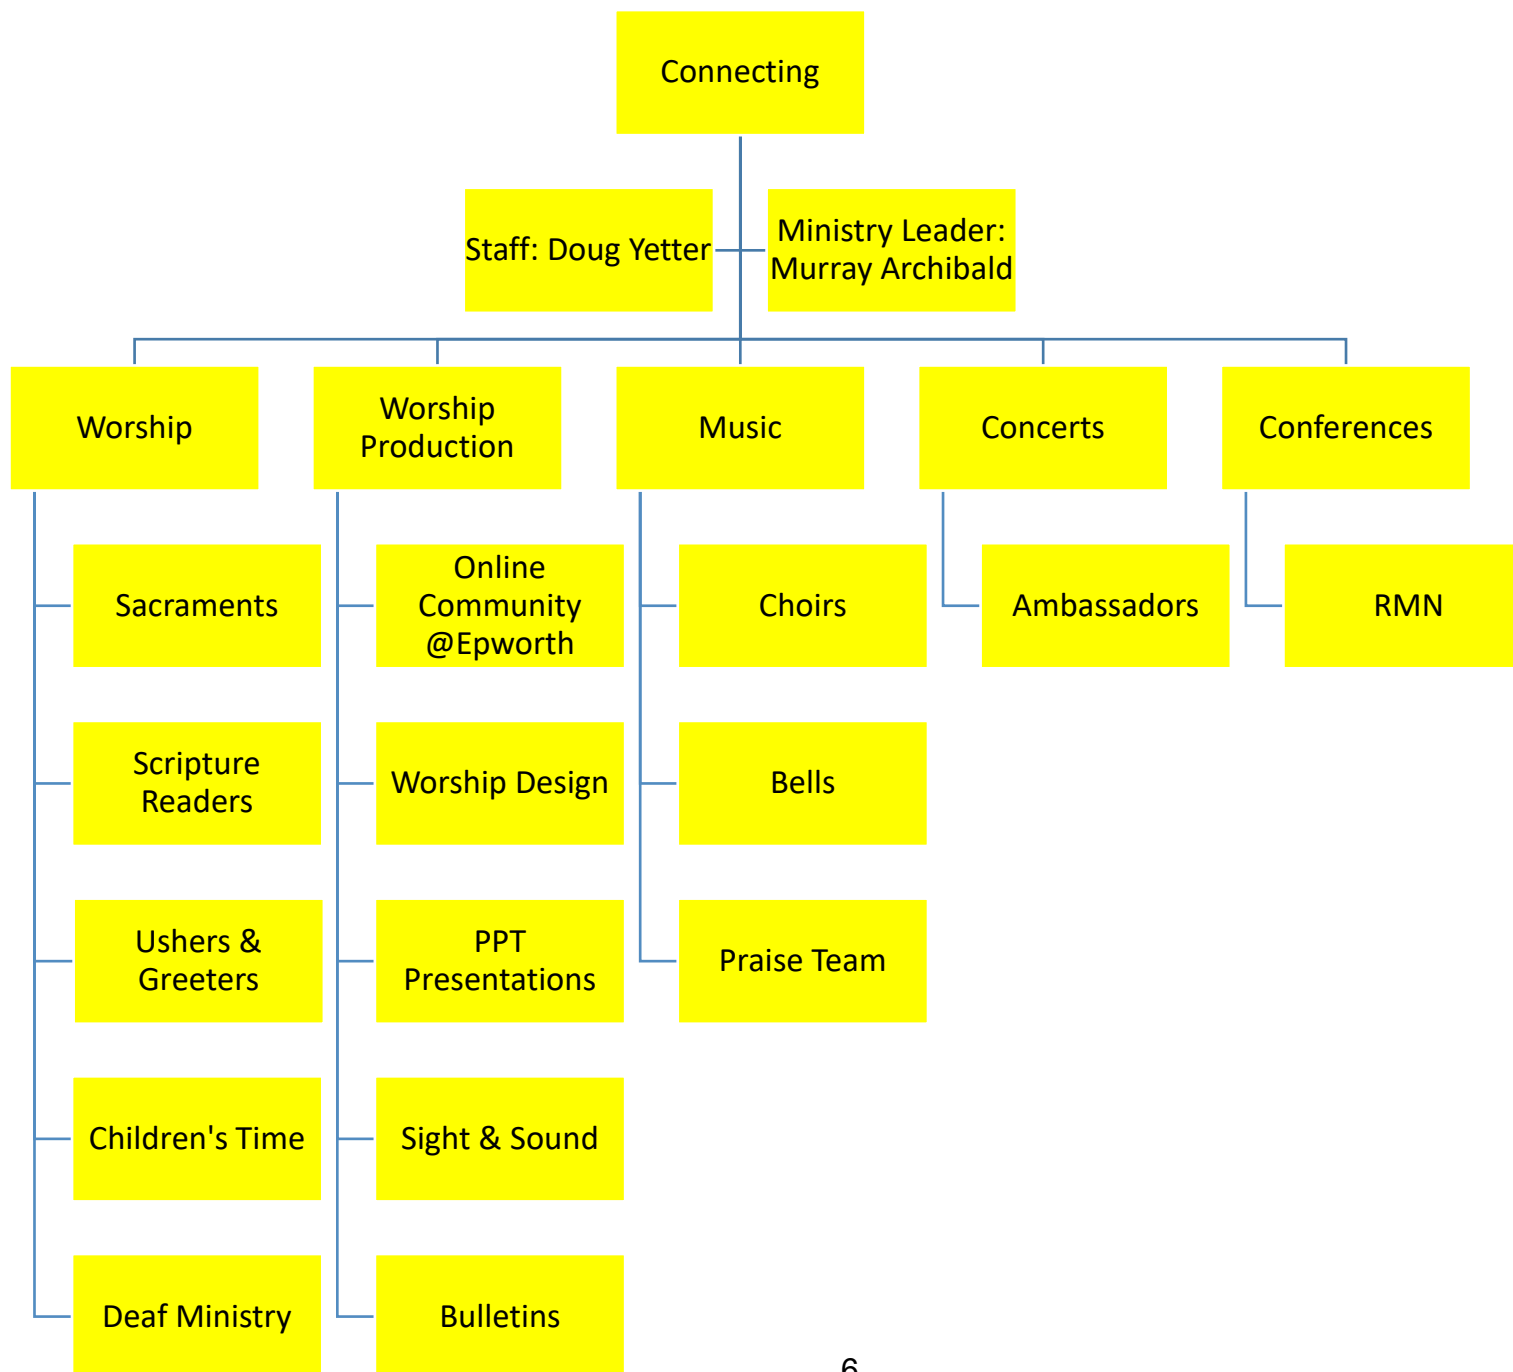 Connecting
Staff: Doug Yetter
Ministry Leader:
Murray Archibald
Worship
Worship
Production
Music
Concerts
Conferences
Sacraments
Online
Community
@Epworth
Choirs
Ambassadors
RMN
Scripture
Readers
Worship Design
Bells
Ushers &
Greeters
PPT
Presentations
Praise Team
Children's Time
Sight & Sound
Deaf Ministry
Bulletins
6